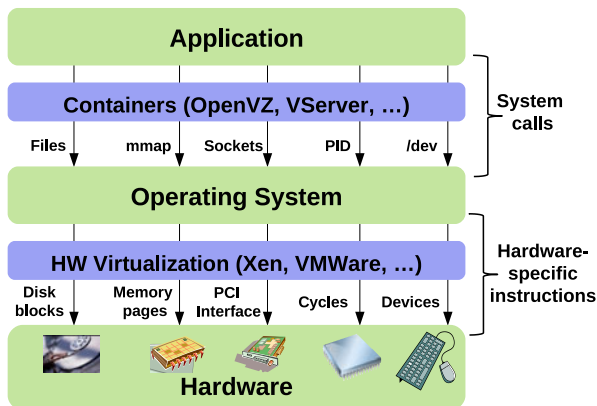 Application
Containers (OpenVZ, VServer, …)
System
calls
Files
mmap
Sockets
PID
/dev
Operating System
HW Virtualization (Xen, VMWare, …)
Hardware-
specific
instructions
Disk
blocks
Memory
pages
PCI
Interface
Cycles
Devices
Hardware